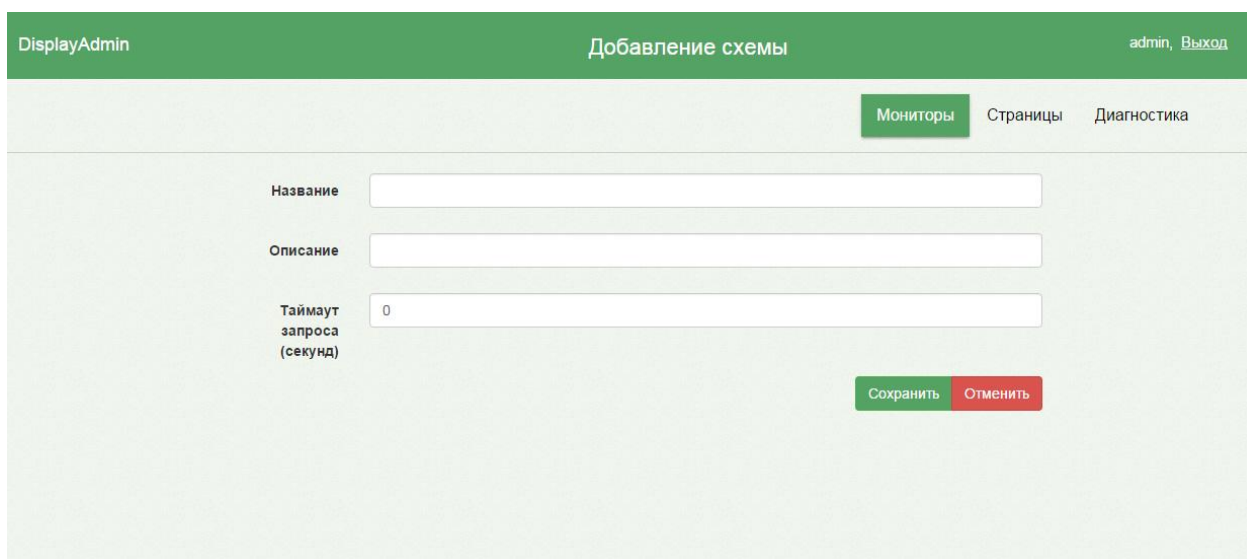 DisplayAdmin
Добавление схемы
admin, Выход
Мониторы Страницы Диагностика
Название
Описание
Таймаут
запроса
(секунд)
0
Сохранить Отменить